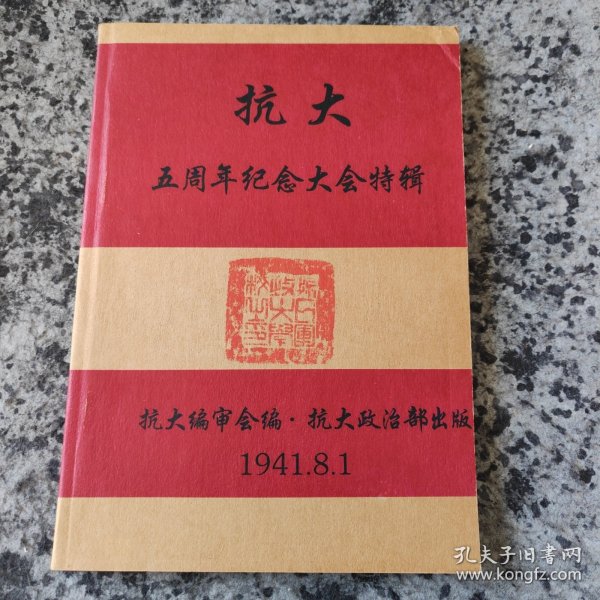 抗大
五周年纪念大会特辑
抗大编审会编·抗大政治部出版
1941.8.1
孔夫子旧书网
www.kongfz.com